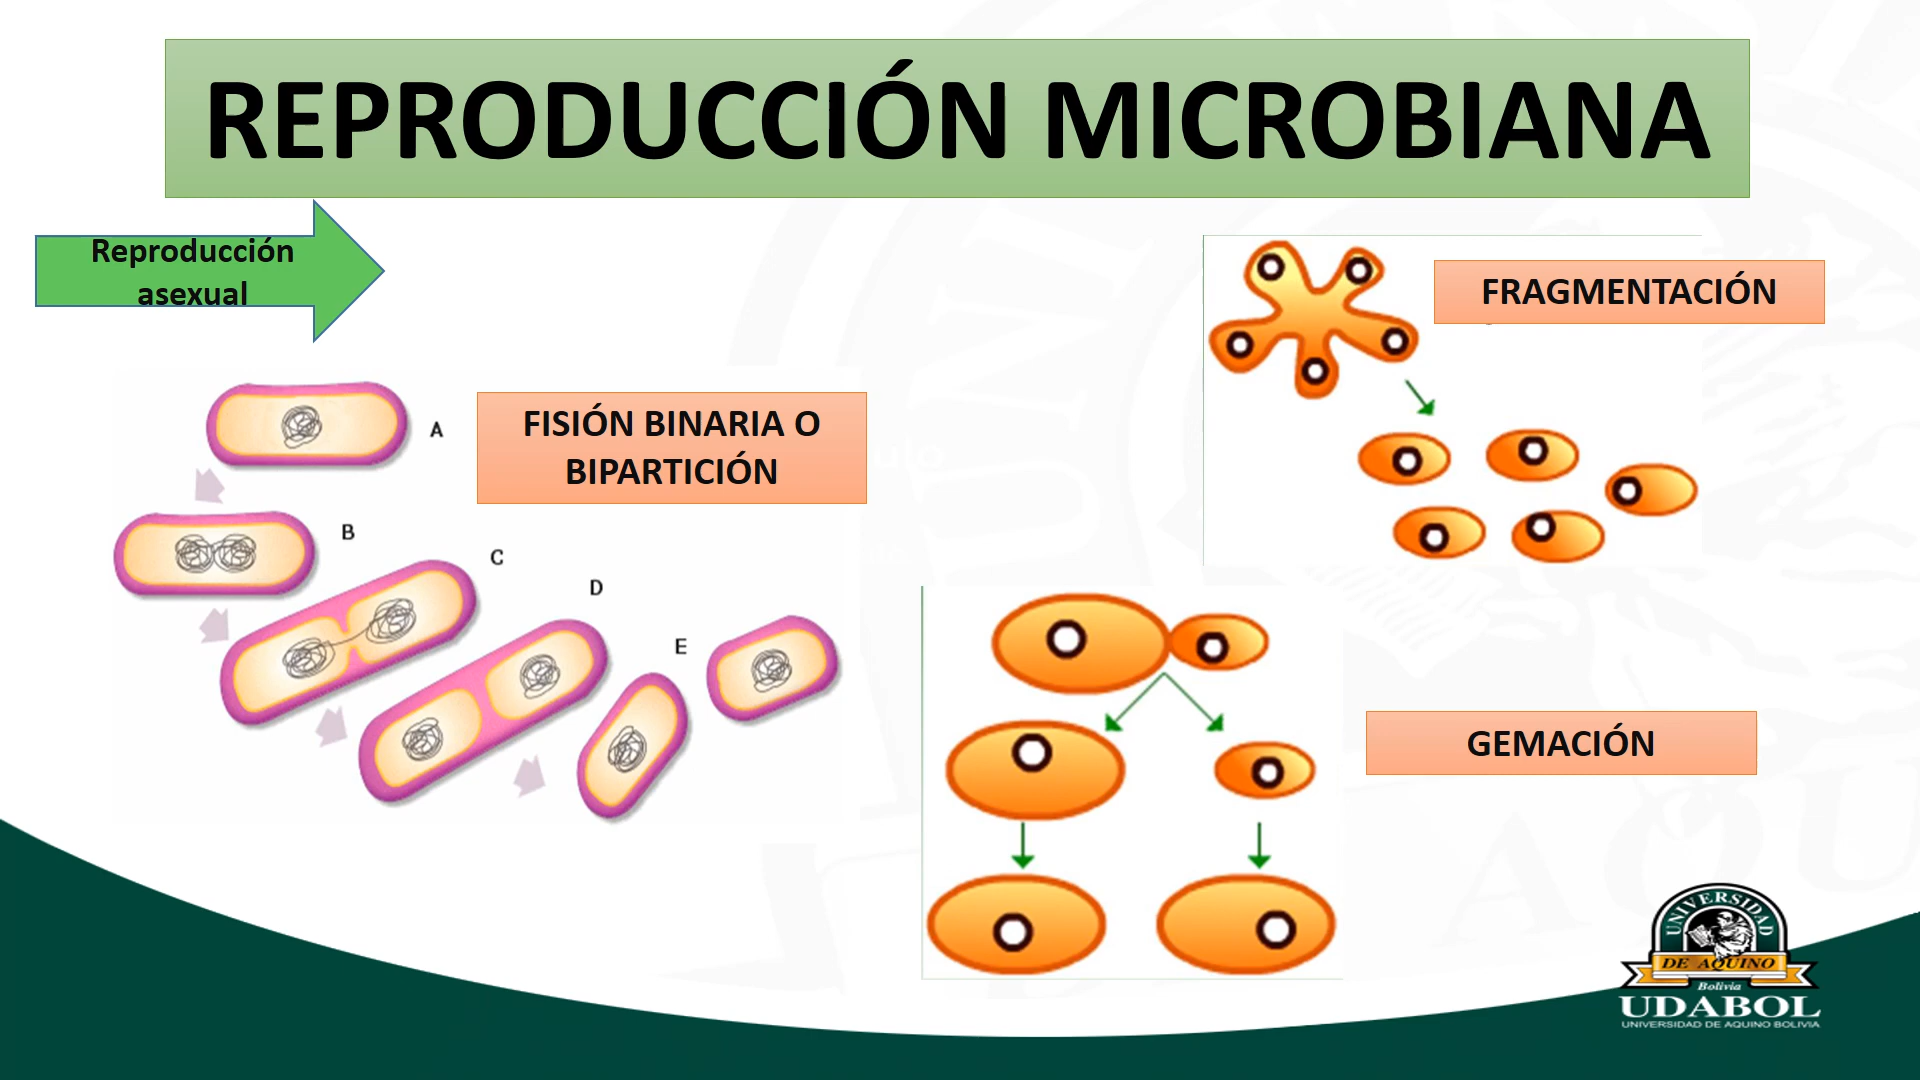 REPRODUCCIÓN MICROBIANA
Reproducción
asexual
FRAGMENTACIÓN
FISIÓN BINARIA O
BIPARTICIÓN
A
B
C
D
E
GEMACIÓN
UNIVERSIDAD
DE AQUINO
Bolivia
UDABOL
UNIVERSIDAD DE AQUINO BOLIVIA